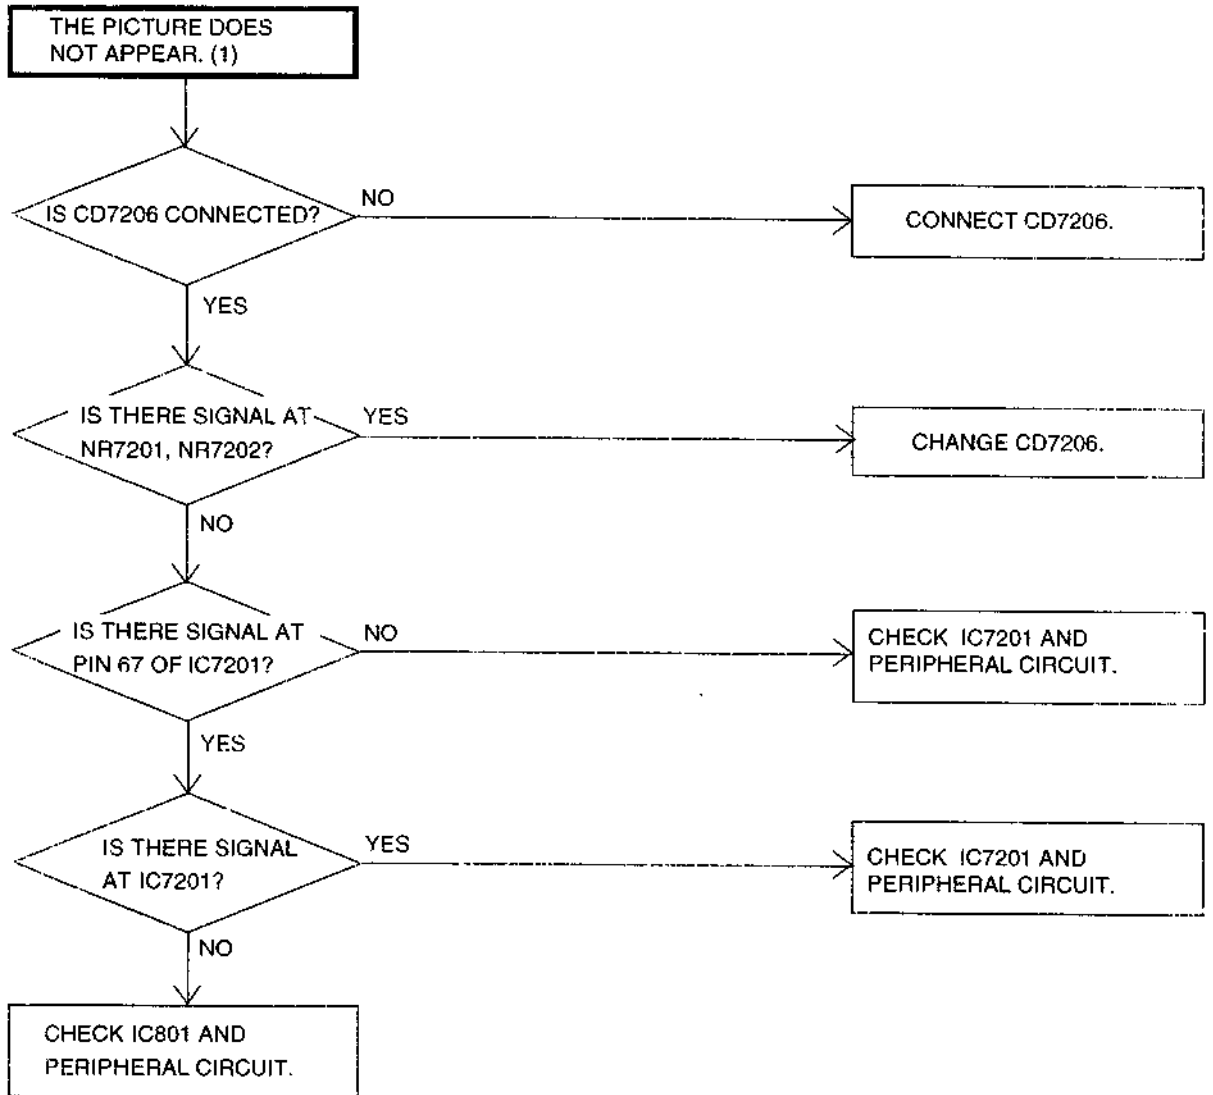 THE PICTURE DOES
NOT APPEAR. (1)
IS CD7206 CONNECTED?
NO
CONNECT CD7206.
YES
IS THERE SIGNAL AT
NR7201, NR7202?
YES
CHANGE CD7206.
NO
IS THERE SIGNAL AT
PIN 67 OF IC7201?
NO
CHECK IC7201 AND
PERIPHERAL CIRCUIT.
YES
IS THERE SIGNAL
AT IC7201?
YES
CHECK IC7201 AND
PERIPHERAL CIRCUIT.
NO
CHECK IC801 AND
PERIPHERAL CIRCUIT.